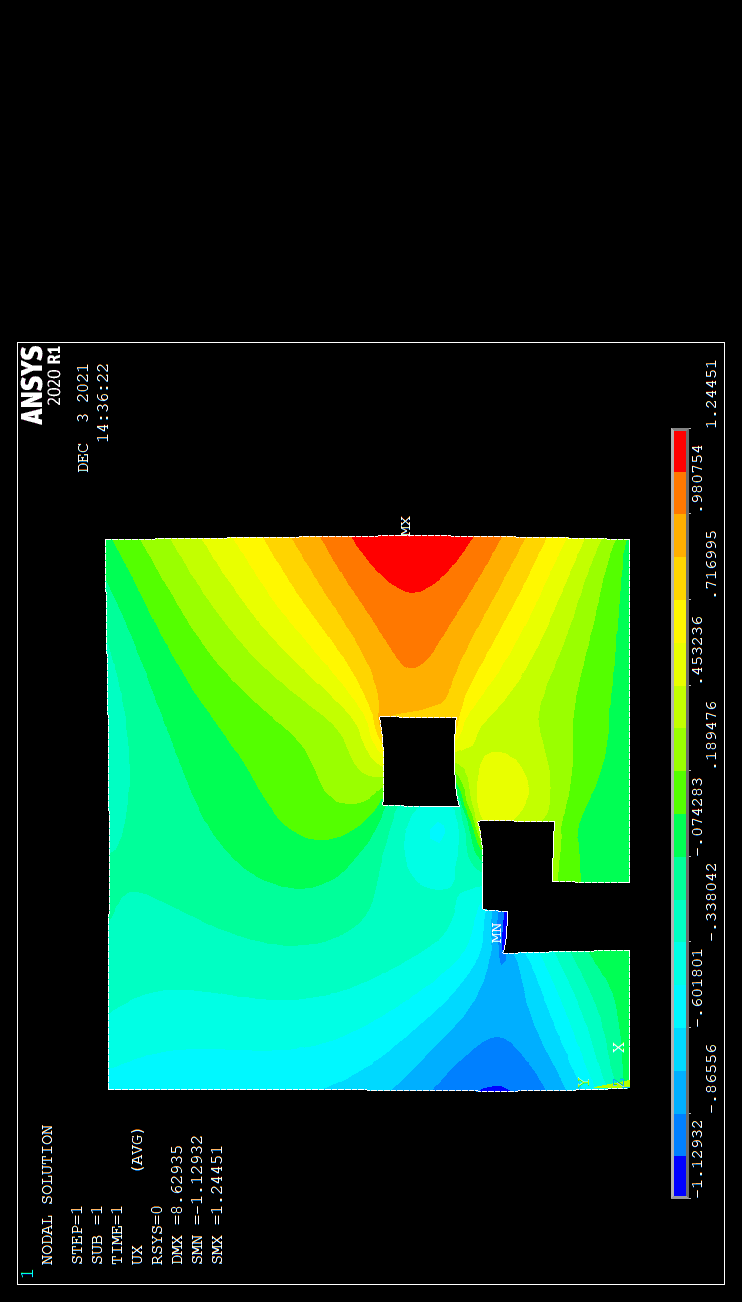 1
NODAL SOLUTION
STEP=1
SUB =1
TIME=1
UX (AVG)
RSYS=0
DMX =8.62935
SMN =-1.12932
SMX =1.24451
ANSYS
2020 R1
DEC 3 2021
14:36:22
MX
MN
Y
Z X
-1.12932
-.86556
-.601801
-.338042
-.074283
.189476
.453236
.716995
.980754
1.24451